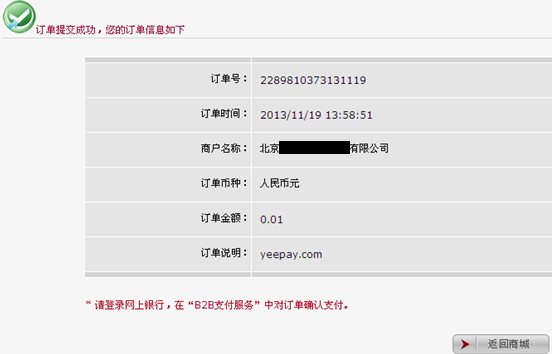 订单提交成功，您的订单信息如下
订单号： 2289810373131119
订单时间： 2013/11/19 13:58:51
商户名称： 北京 有限公司
订单币种： 人民币元
订单金额： 0.01
订单说明： yeepay.com
* 请登录网上银行，在“B2B支付服务”中对订单确认支付。
返回商城